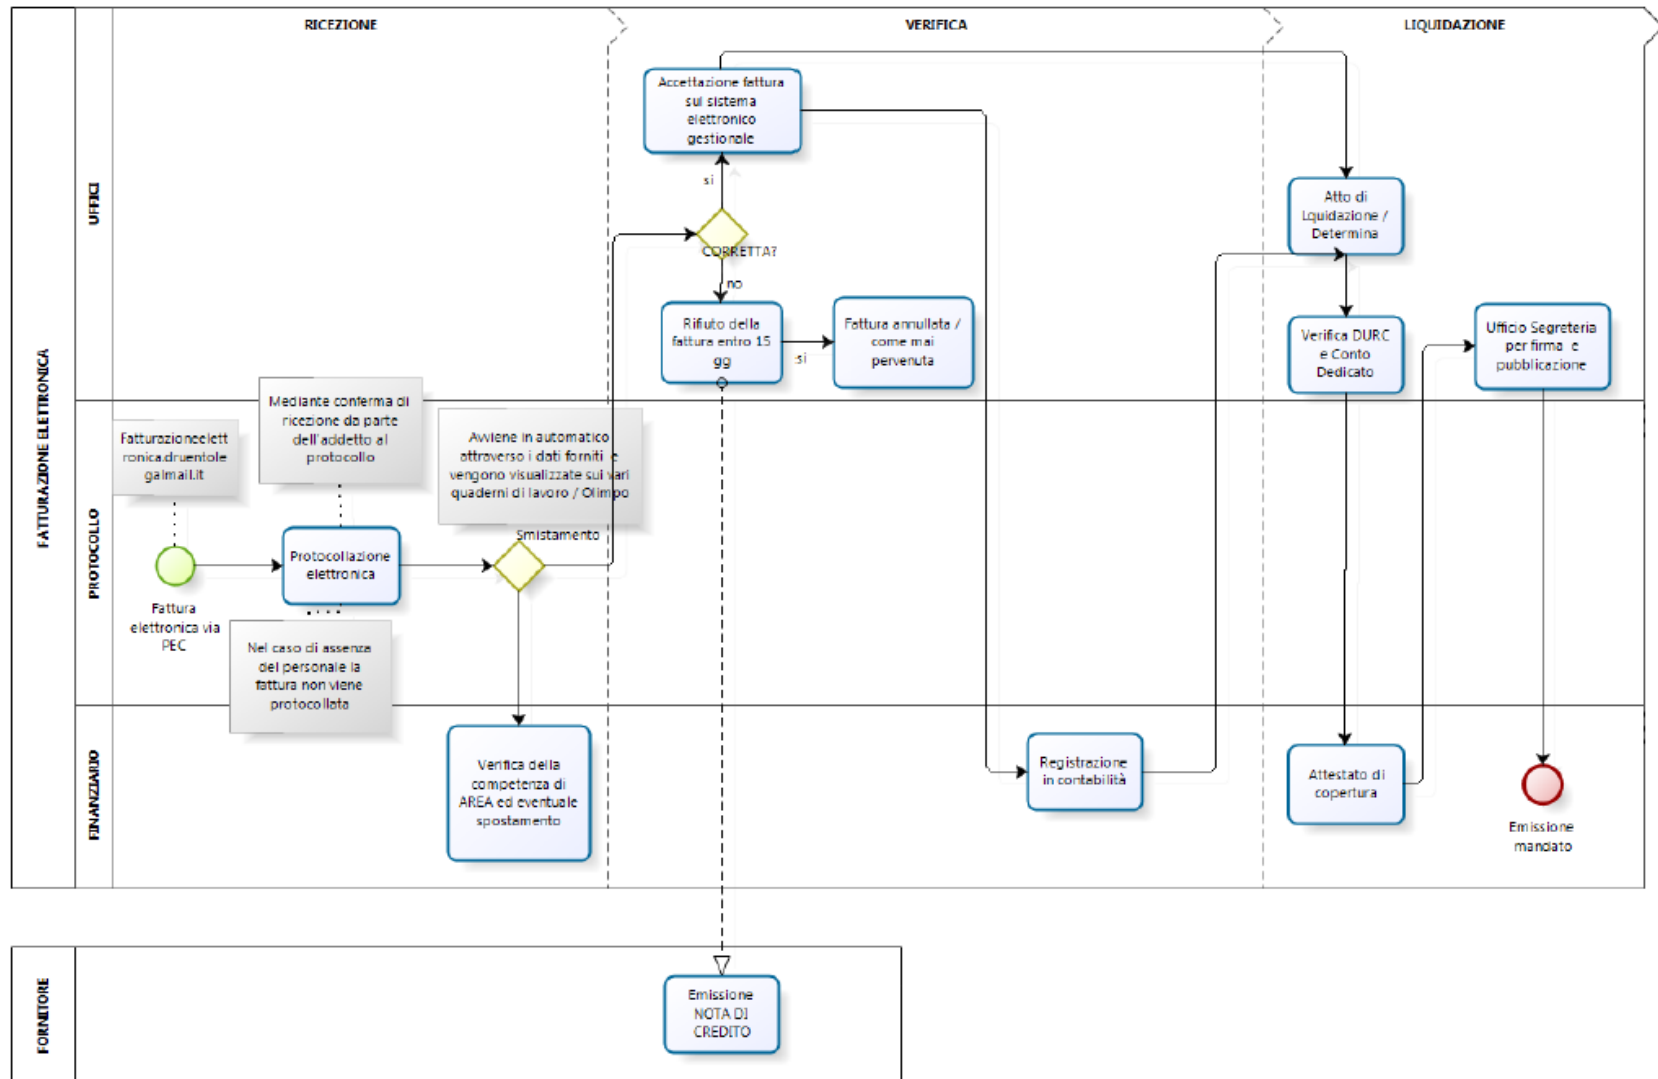 RICEZIONE
VERIFICA
LIQUIDAZIONE
FATTURAZIONE ELETTRONICA
UFFICI
Accettazione fattura
sul sistema
elettronico
gestionale
si
CORRETTA?
no
Rifiuto della
fattura entro 15
gg
si
Fattura annullata /
come mai
pervenuta
Atto di
Lquidazione /
Determina
Verifica DURC
e Conto
Dedicato
Ufficio Segreteria
per firma e
pubblicazione
PROTOCOLLO
Fatturazioneelett
ronica.druentole
galmail.it
Mediante conferma di
ricezione da parte
dell'addetto al
protocollo
Avviene in automatico
attraverso i dati forniti e
vengono visualizzate sui vari
quaderni di lavoro / Olimpo
Smistamento
Protocollazione
elettronica
Fattura
elettronica via
PEC
Nel caso di assenza
del personale la
fattura non viene
protocollata
FINANZIARIO
Verifica della
competenza di
AREA ed eventuale
spostamento
Registrazione
in contabilità
Attestato di
copertura
Emissione
mandato
FORNITORE
Emissione
NOTA DI
CREDITO